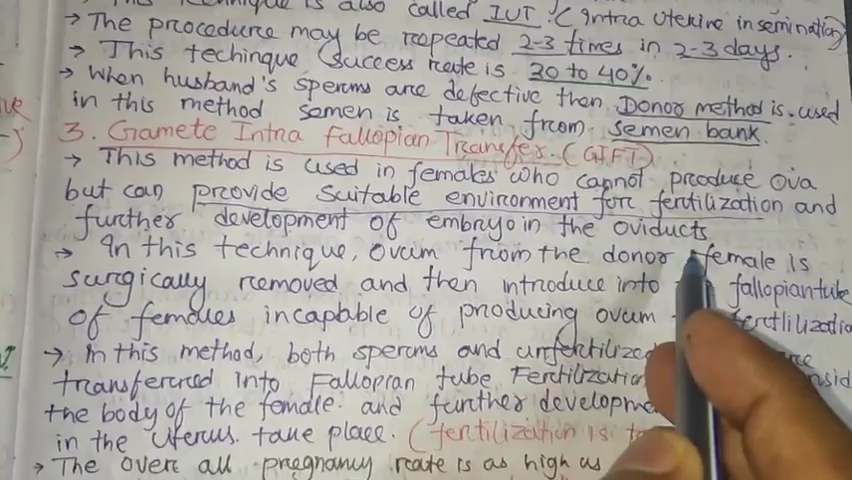 technique is also called IUI. (Intra Uterine insemination)
→ The procedure may be repeated 2-3 times in 2-3 days.
→ This techinque success rate is 30 to 40%.
→ When husband's sperms are defective then Donor method is used
in this method semen is taken from semen bank.
3. Gamete Intra fallopian Transfer (GIFT)
→ This method is used in females who cannot produce ova
but can provide suitable environment for fertilization and
further development of embryo in the oviducts
→ In this technique, ovum from the donor female is
surgically removed and then introduce into fallopian tube
of females incapable of producing ovum
→ In this method, both sperms and unfertilized
transferred into Fallopian tube Fertilization
the body of the female and further developme
in the uterus take place. (fertilization is
→ The over all pregnancy rate is as high as